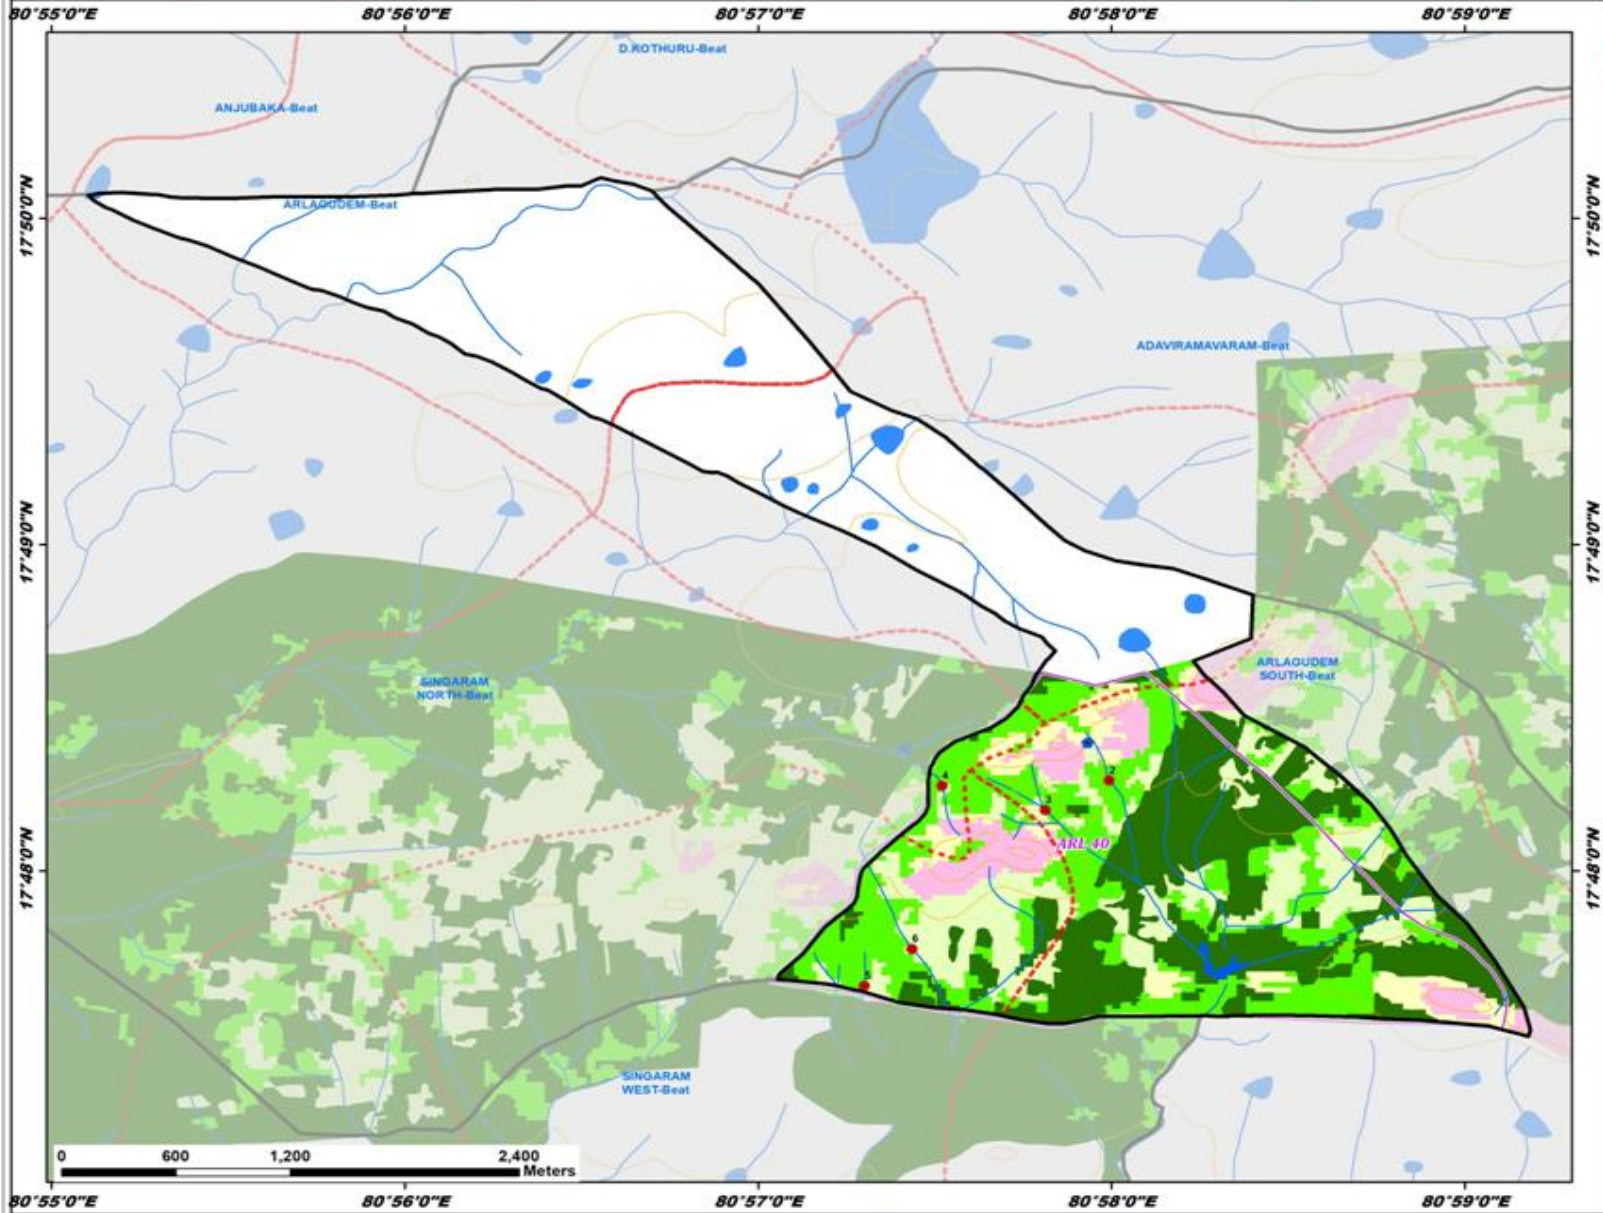 80°55'0"E 80°56'0"E 80°57'0"E 80°58'0"E 80°59'0"E
D.KOTHURU-Beat
ANJUBAKA-Beat
ARLAGUDEM-Beat
17°50'0"N 17°50'0"N
ADAVIRAMAVARAM-Beat
17°49'0"N 17°49'0"N
ARLAGUDEM
SOUTH-Beat
SINGARAM
NORTH-Beat
4
2
3
ARL 40
17°48'0"N 17°48'0"N
6
SINGARAM
WEST-Beat
0 600 1,200 2,400
Meters
80°55'0"E 80°56'0"E 80°57'0"E 80°58'0"E 80°59'0"E